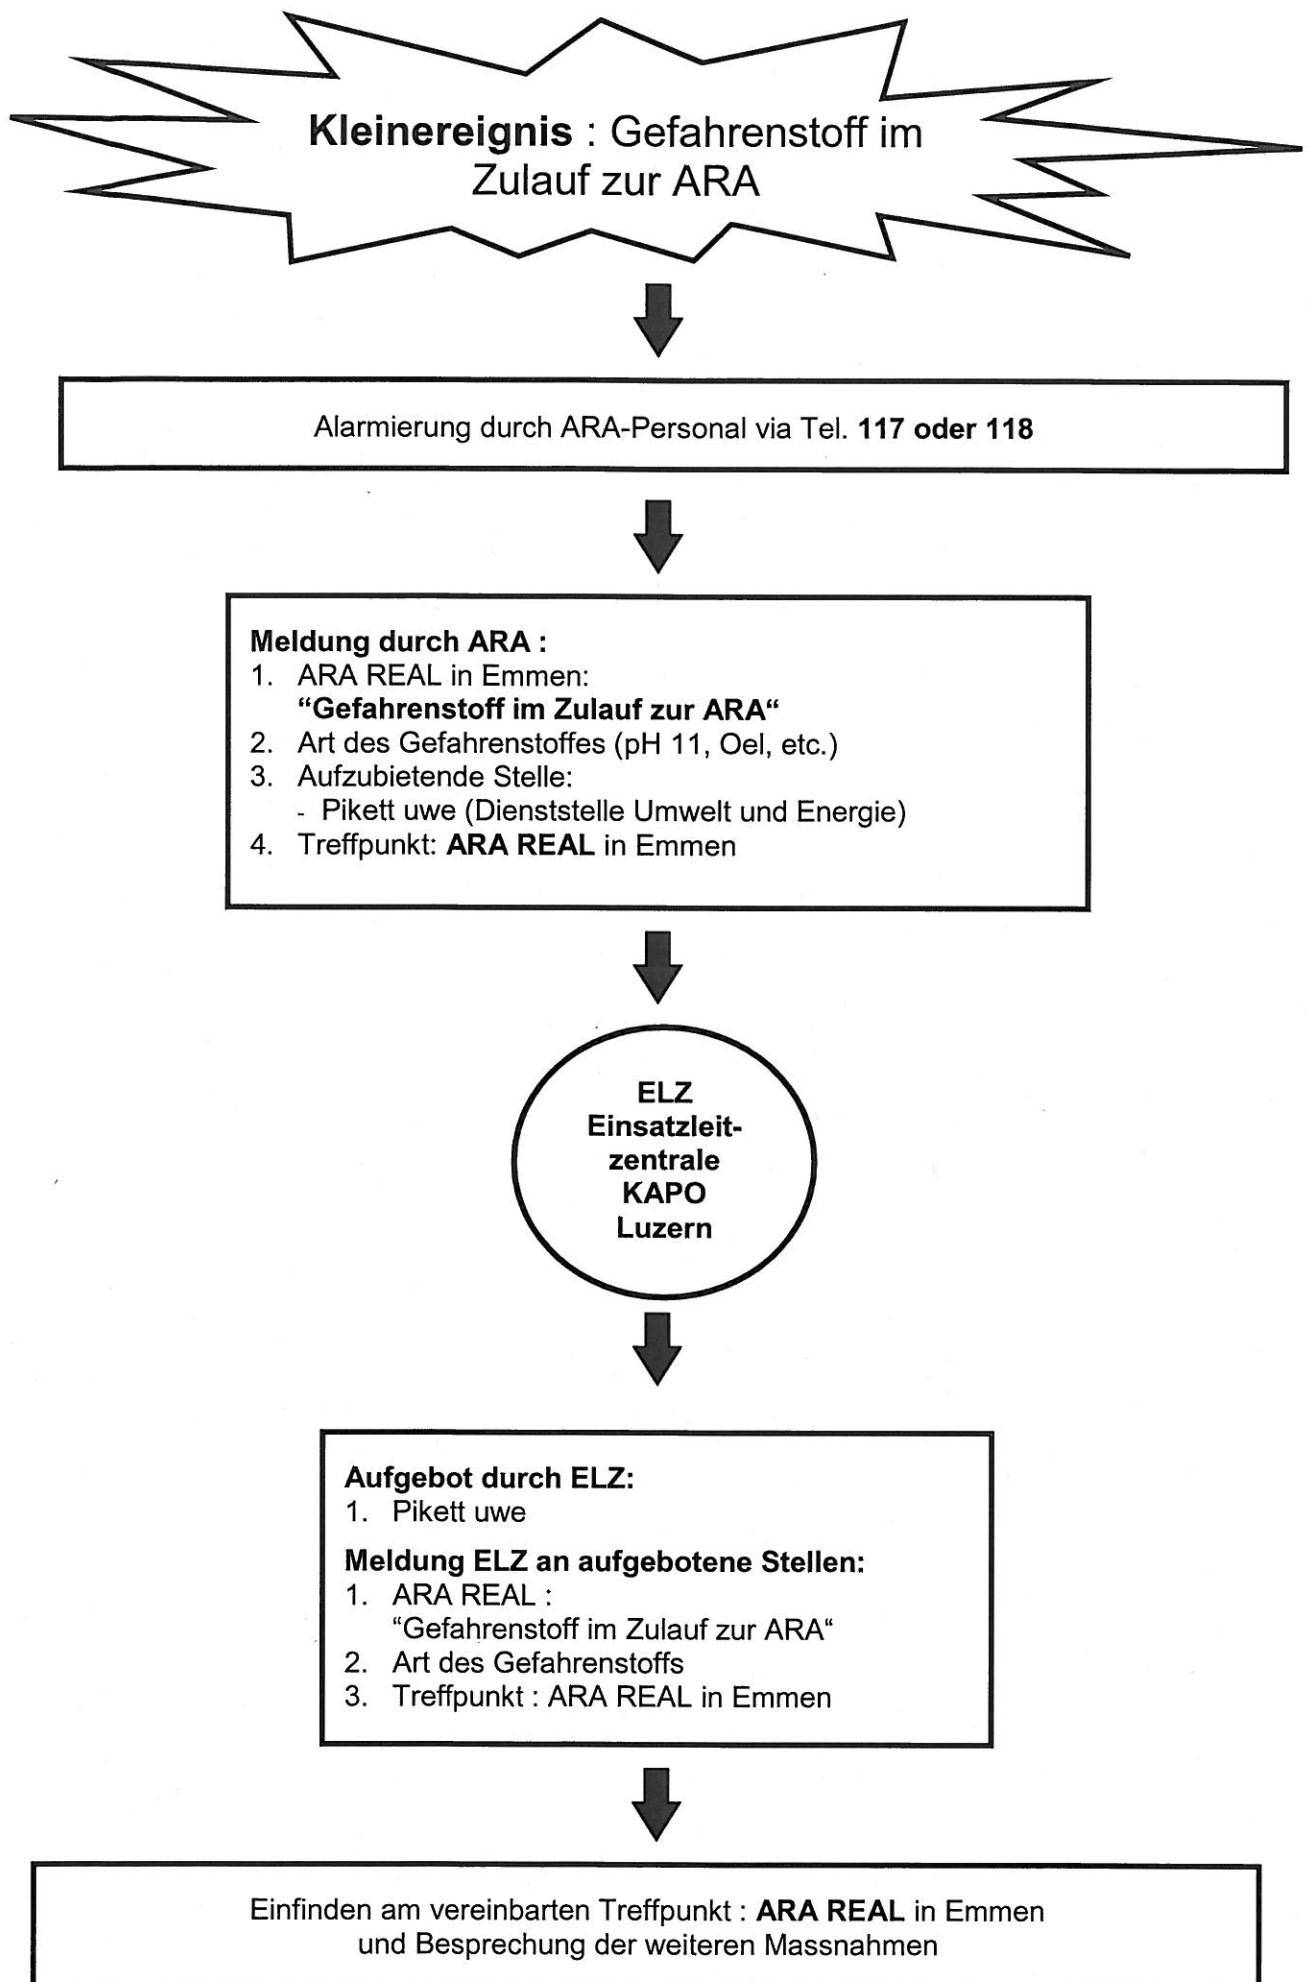 Kleinereignis : Gefahrenstoff im
Zulauf zur ARA
Alarmierung durch ARA-Personal via Tel. 117 oder 118
Meldung durch ARA :
1. ARA REAL in Emmen:
“Gefahrenstoff im Zulauf zur ARA“
2. Art des Gefahrenstoffes (pH 11, Oel, etc.)
3. Aufzubietende Stelle:
- Pikett uwe (Dienststelle Umwelt und Energie)
4. Treffpunkt: ARA REAL in Emmen
ELZ
Einsatzleit-
zentrale
KAPO
Luzern
Aufgebot durch ELZ:
1. Pikett uwe
Meldung ELZ an aufgebotene Stellen:
1. ARA REAL :
“Gefahrenstoff im Zulauf zur ARA“
2. Art des Gefahrenstoffs
3. Treffpunkt : ARA REAL in Emmen
Einfinden am vereinbarten Treffpunkt : ARA REAL in Emmen
und Besprechung der weiteren Massnahmen